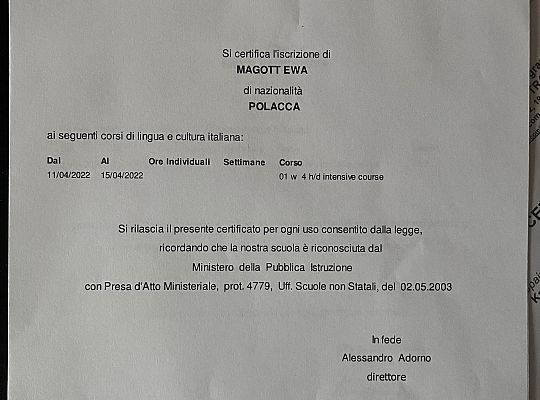 Si certifica l'iscrizione di
MAGOTT EWA
di nazionalità
POLACCA
ai seguenti corsi di lingua e cultura italiana:
Dal Al Ore Individuali Settimane Corso
11/04/2022 15/04/2022 01 w 4 h/d intensive course
Si rilascia il presente certificato per ogni uso consentito dalla legge,
ricordando che la nostra scuola è riconosciuta dal
Ministero della Pubblica Istruzione
con Presa d'Atto Ministeriale, prot. 4779, Uff. Scuole non Statali, del 02.05.2003
In fede
Alessandro Adorno
direttore